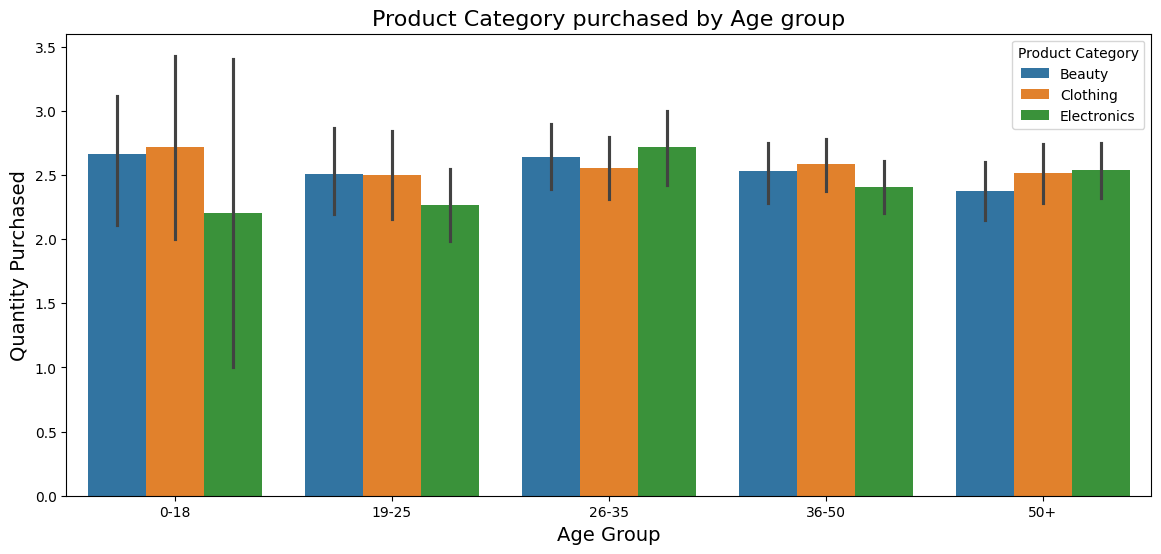 Product Category purchased by Age group
Quantity Purchased
3.5
3.0
2.5
2.0
1.5
1.0
0.5
0.0
Product Category
Beauty
Clothing
Electronics
0-18
19-25
26-35
36-50
50+
Age Group